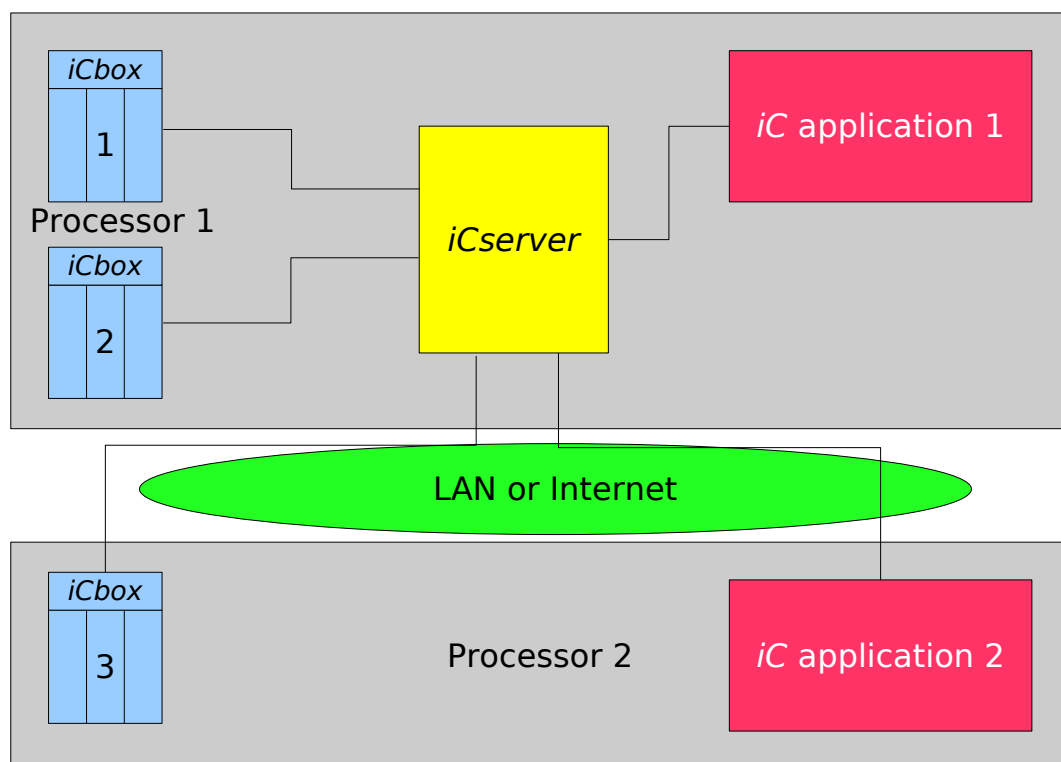 iCbox
1
Processor 1
iCbox
2
iCserver
iC application 1
LAN or Internet
iCbox
3
Processor 2
iC application 2